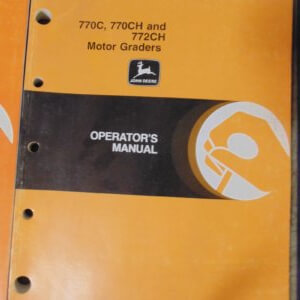 770C, 770CH and
772CH
Motor Graders
JOHN DEERE
OPERATOR'S
MANUAL